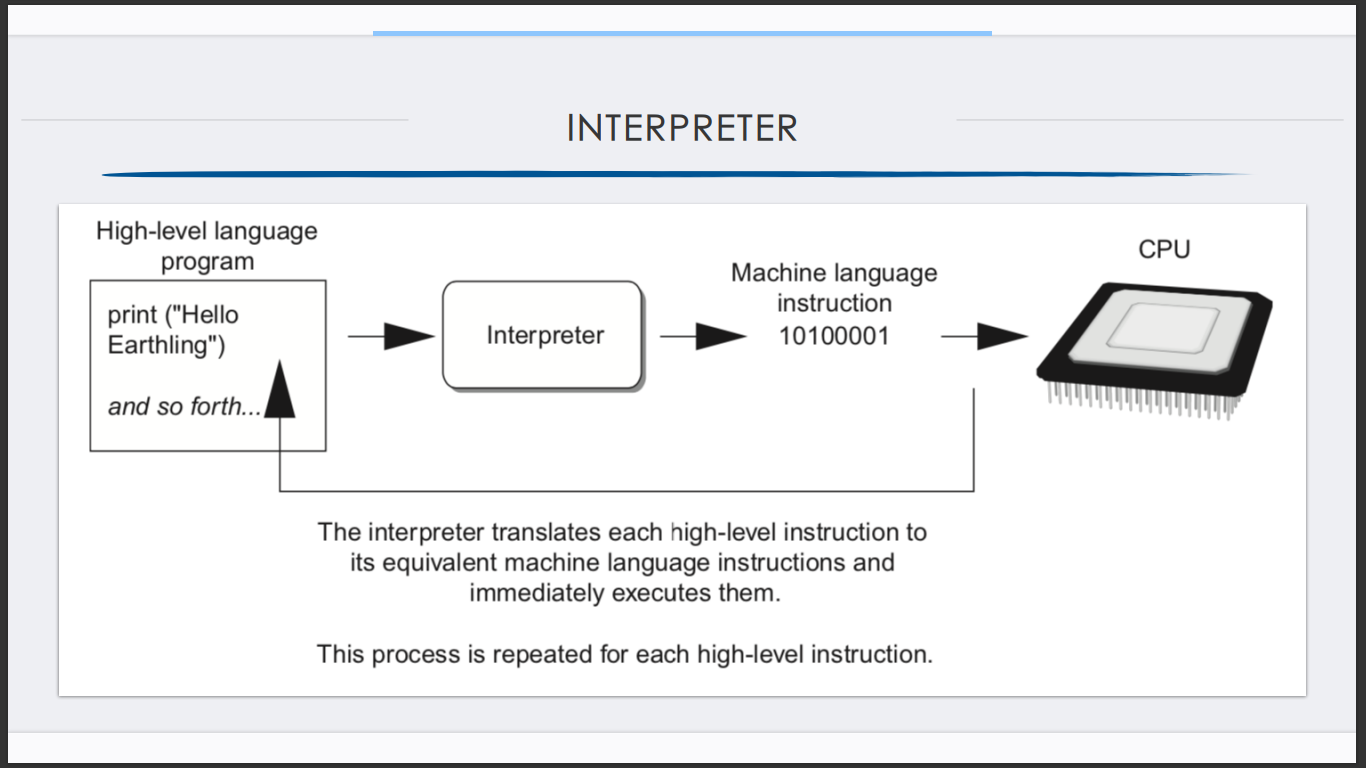 INTERPRETER
High-level language
program
print ("Hello
Earthling")
and so forth...
Interpreter
Machine language
instruction
10100001
CPU
The interpreter translates each high-level instruction to
its equivalent machine language instructions and
immediately executes them.
This process is repeated for each high-level instruction.